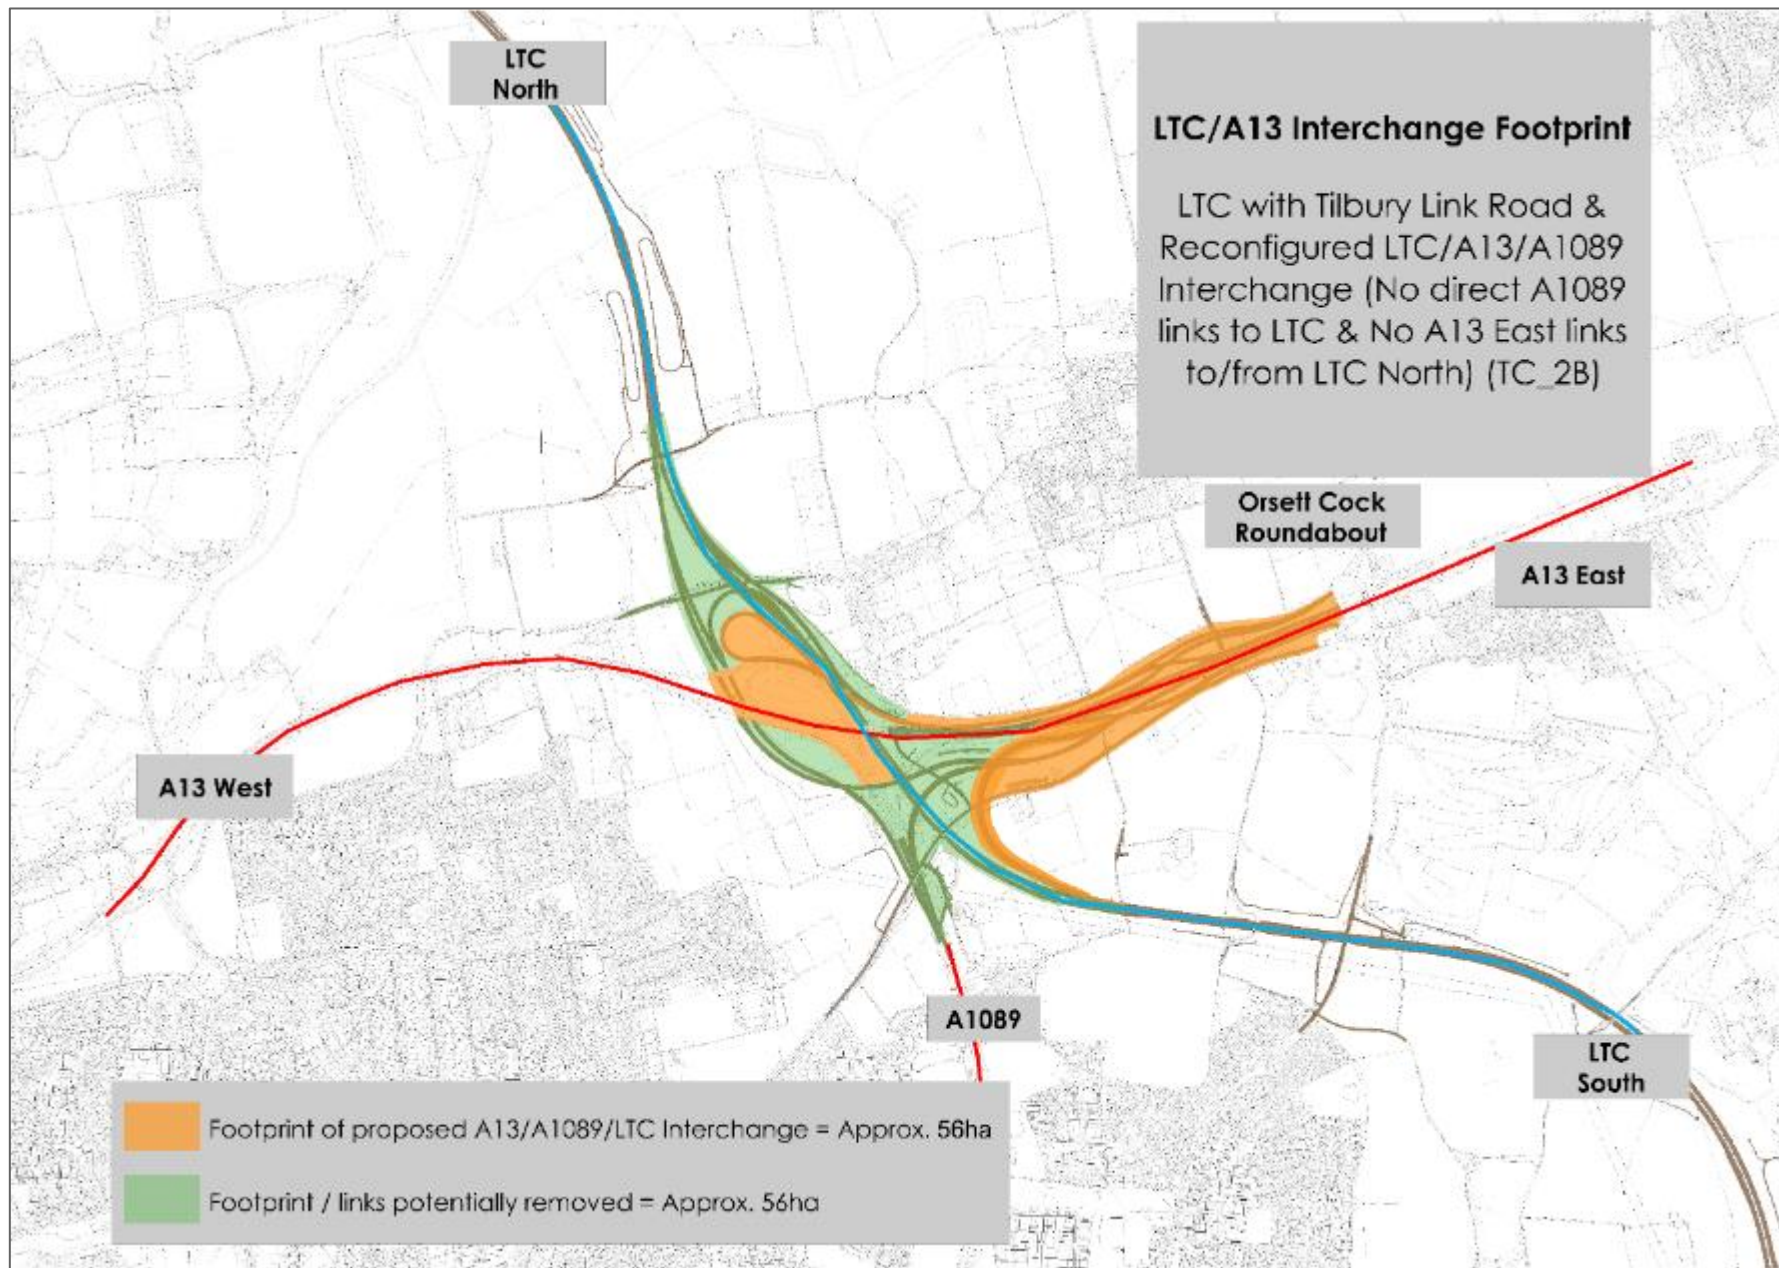 LTC
North
LTC/A13 Interchange Footprint
LTC with Tilbury Link Road &
Reconfigured LTC/A13/A1089
Interchange (No direct A1089
links to LTC & No A13 East links
to/from LTC North) (TC_2B)
Orsett Cock
Roundabout
A13 East
A13 West
A1089
LTC
South
Footprint of proposed A13/A1089/LTC Interchange = Approx. 56ha
Footprint / links potentially removed = Approx. 56ha